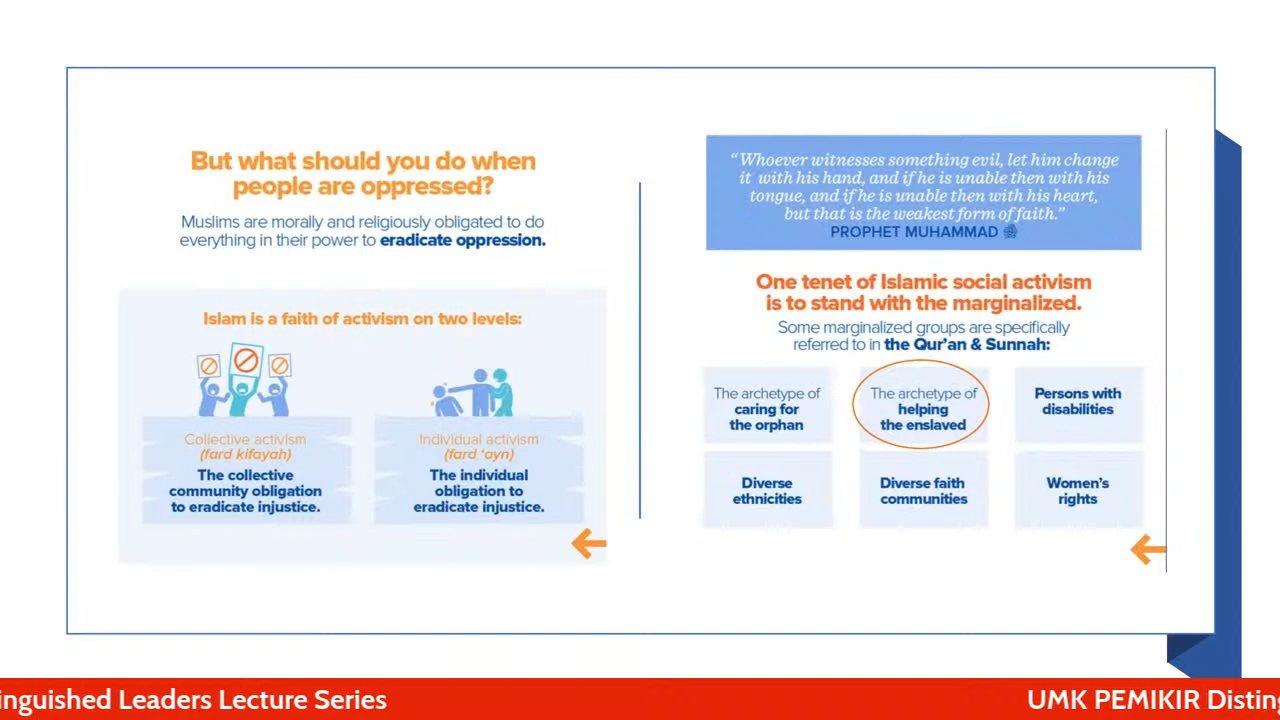 But what should you do when
people are oppressed?
Muslims are morally and religiously obligated to do
everything in their power to eradicate oppression.
Islam is a faith of activism on two levels:
Collective activism
(fard kifayah)
The collective
community obligation
to eradicate injustice.
Individual activism
(fard ‘ayn)
The individual
obligation to
eradicate injustice.
“Whoever witnesses something evil, let him change
it with his hand, and if he is unable then with his
tongue, and if he is unable then with his heart,
but that is the weakest form of faith.”
PROPHET MUHAMMAD
One tenet of Islamic social activism
is to stand with the marginalized.
Some marginalized groups are specifically
referred to in the Qur’an & Sunnah:
The archetype of
caring for
the orphan
The archetype of
helping
the enslaved
Persons with
disabilities
Diverse
ethnicities
Diverse faith
communities
Women’s
rights
inguished Leaders Lecture Series
UMK PEMIKIR Disting